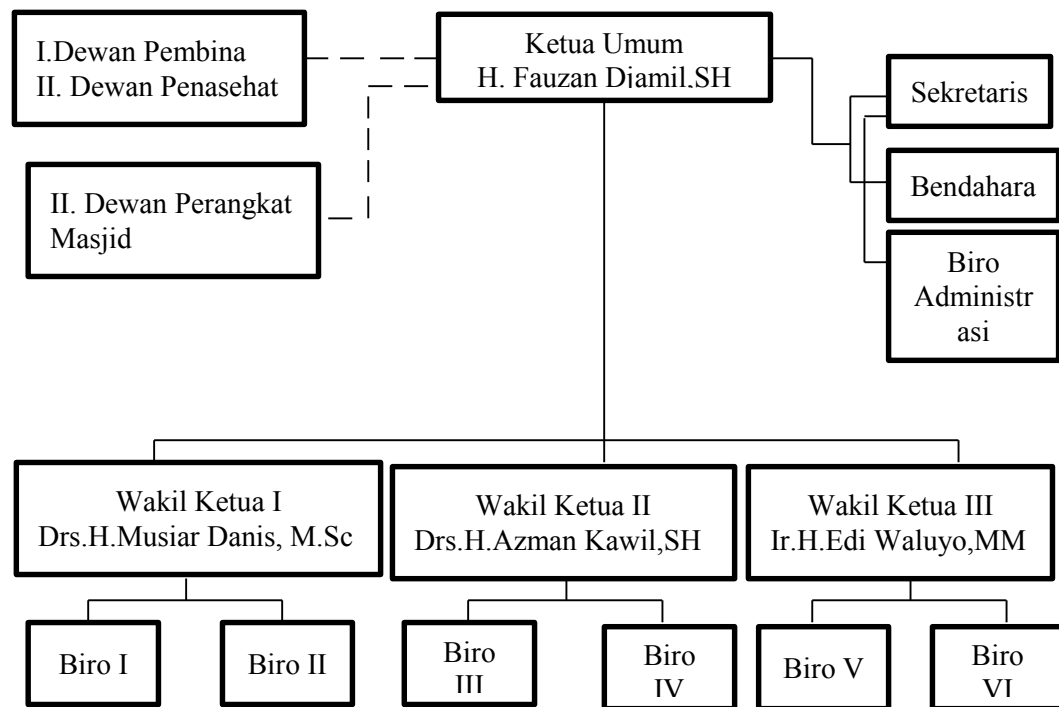 I.Dewan Pembina
II. Dewan Penasehat
Ketua Umum
H. Fauzan Djamil,SH
Sekretaris
II. Dewan Perangkat
Masjid
Bendahara
Biro
Administr
asi
Wakil Ketua I
Drs.H.Musiar Danis, M.Sc
Wakil Ketua II
Drs.H.Azman Kawil,SH
Wakil Ketua III
Ir.H.Edi Waluyo,MM
Biro I
Biro II
Biro
III
Biro
IV
Biro V
Biro
VI